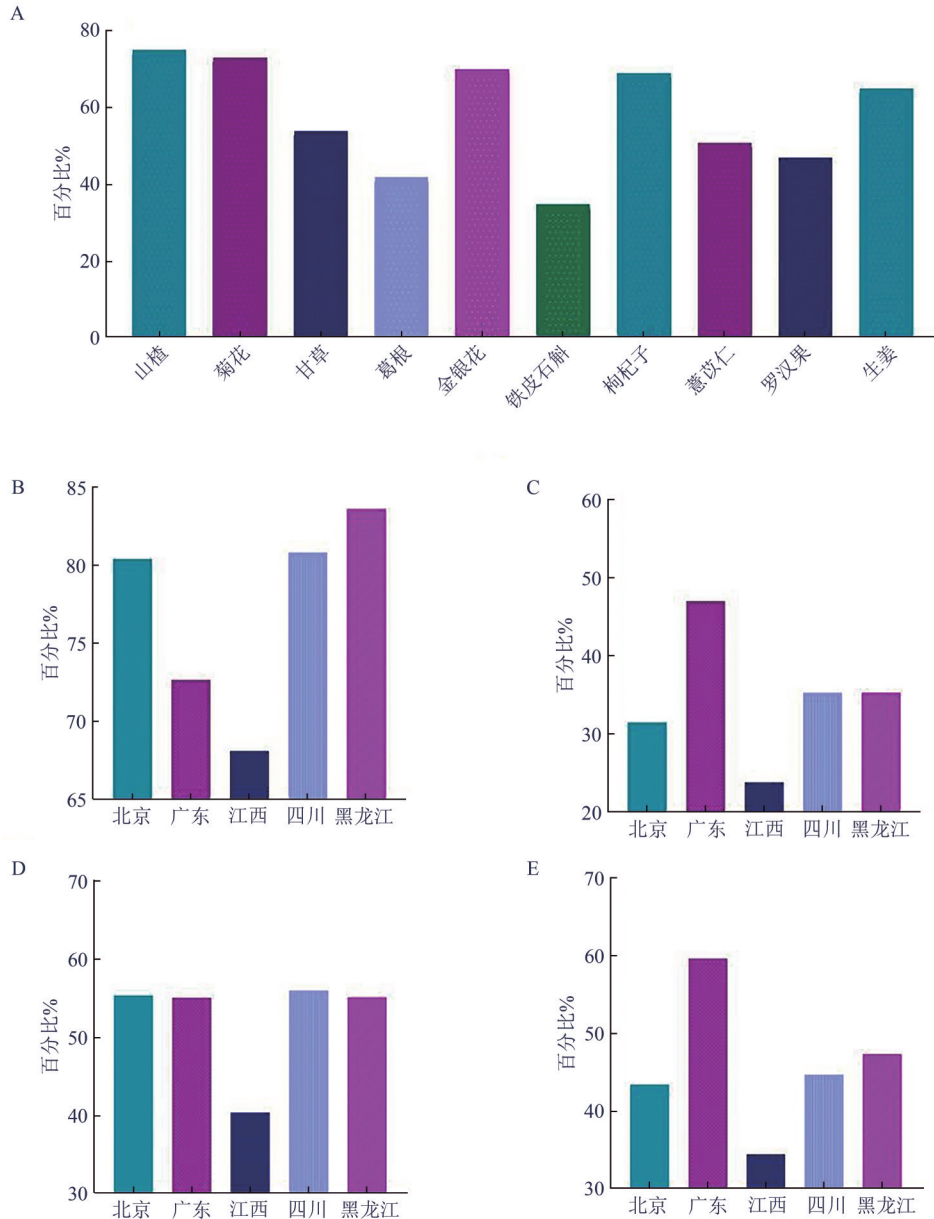 A
80
60
40
20
0
百分比%
山楂
菊花
甘草
葛根
金银花
铁皮石斛
枸杞子
薏苡仁
罗汉果
生姜
B
85
80
75
70
65
百分比%
北京 广东 江西 四川 黑龙江
C
60
50
40
30
20
百分比%
北京 广东 江西 四川 黑龙江
D
70
60
50
40
30
百分比%
北京 广东 江西 四川 黑龙江
E
70
60
50
40
30
百分比%
北京 广东 江西 四川 黑龙江